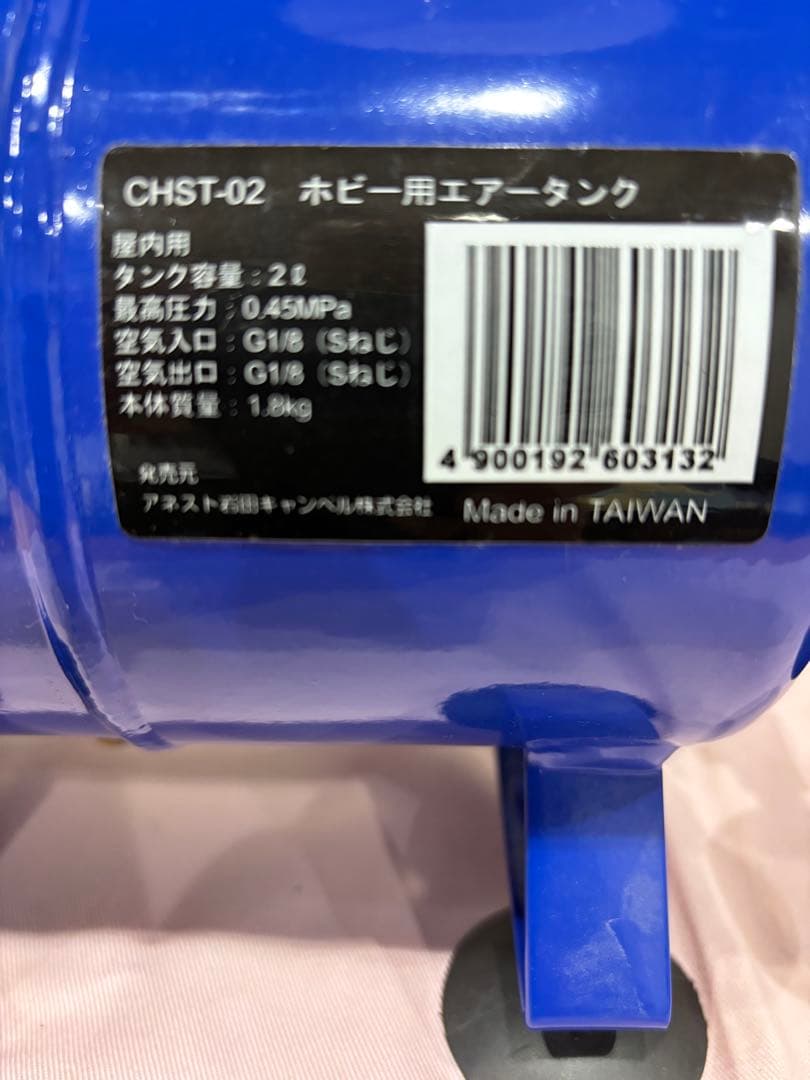 CHST-02 ホビー用エアータンク
屋内用
タンク容量：2ℓ
最高圧力：0.45MPa
空気入口：G1/8（Sねじ）
空気出口：G1/8（Sねじ）
本体質量：1.8kg
4 900192 603132
発売元
アネスト岩田キャンベル株式会社
Made in TAIWAN